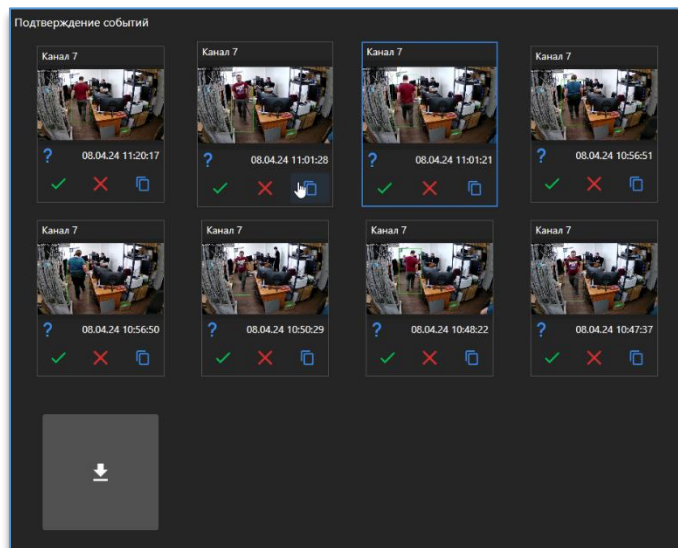 Подтверждение событий
Канал 7
Канал 7
Канал 7
Канал 7
? 08.04.24 11:20:17
? 08.04.24 11:01:28
? 08.04.24 11:01:21
? 08.04.24 10:56:51
Канал 7
Канал 7
Канал 7
Канал 7
? 08.04.24 10:56:50
? 08.04.24 10:50:29
? 08.04.24 10:48:22
? 08.04.24 10:47:37